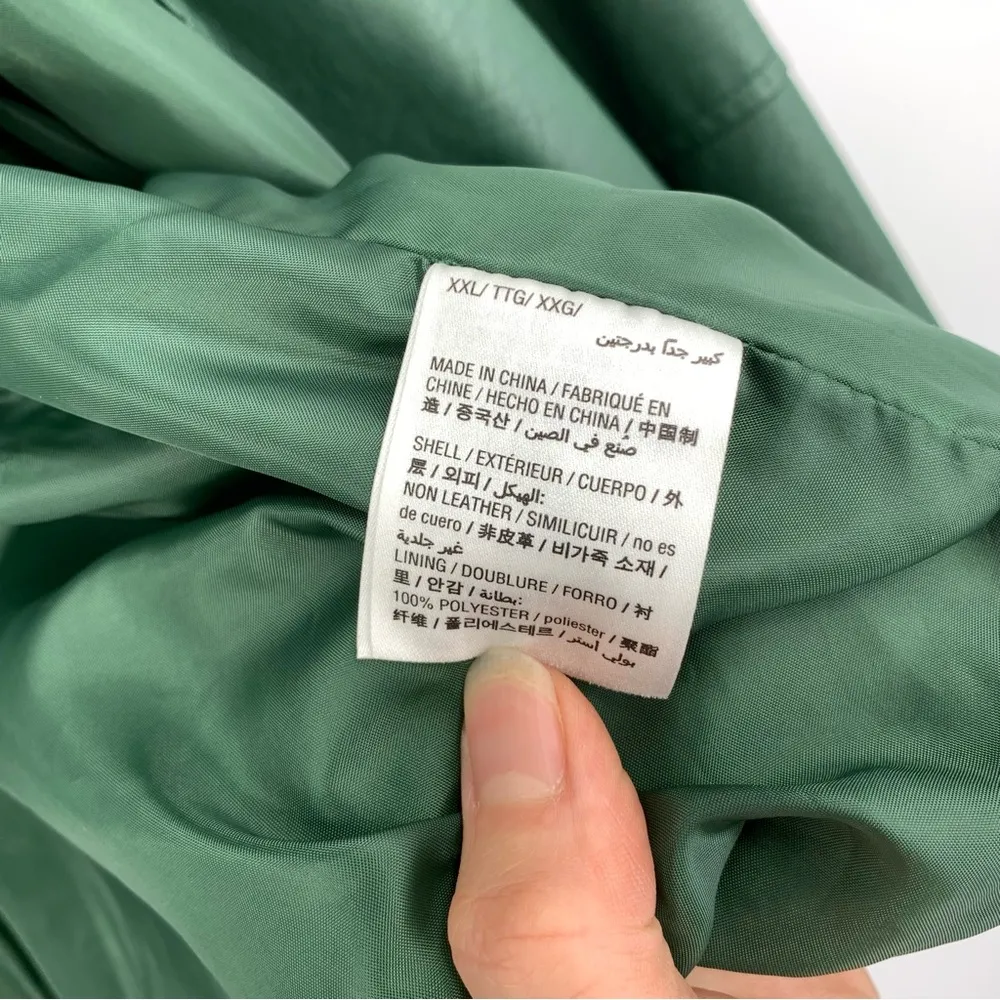 XXL/ TTG/ XXG/
كبير جدًا بدرجتين
MADE IN CHINA / FABRIQUÉ EN
CHINE / HECHO EN CHINA / 中国制
造 / 중국산 / صُنع في الصين
SHELL / EXTÉRIEUR / CUERPO / 外
层 / 외피 / الهيكل:
NON LEATHER / SIMILICUIR / no es
de cuero / 非皮革 / 비가죽 소재 /
غير جلدية
LINING / DOUBLURE / FORRO / 衬
里 / 안감 / بطانة:
100% POLYESTER / poliester / 聚酯
纤维 / 폴리에스테르 / بولي استر